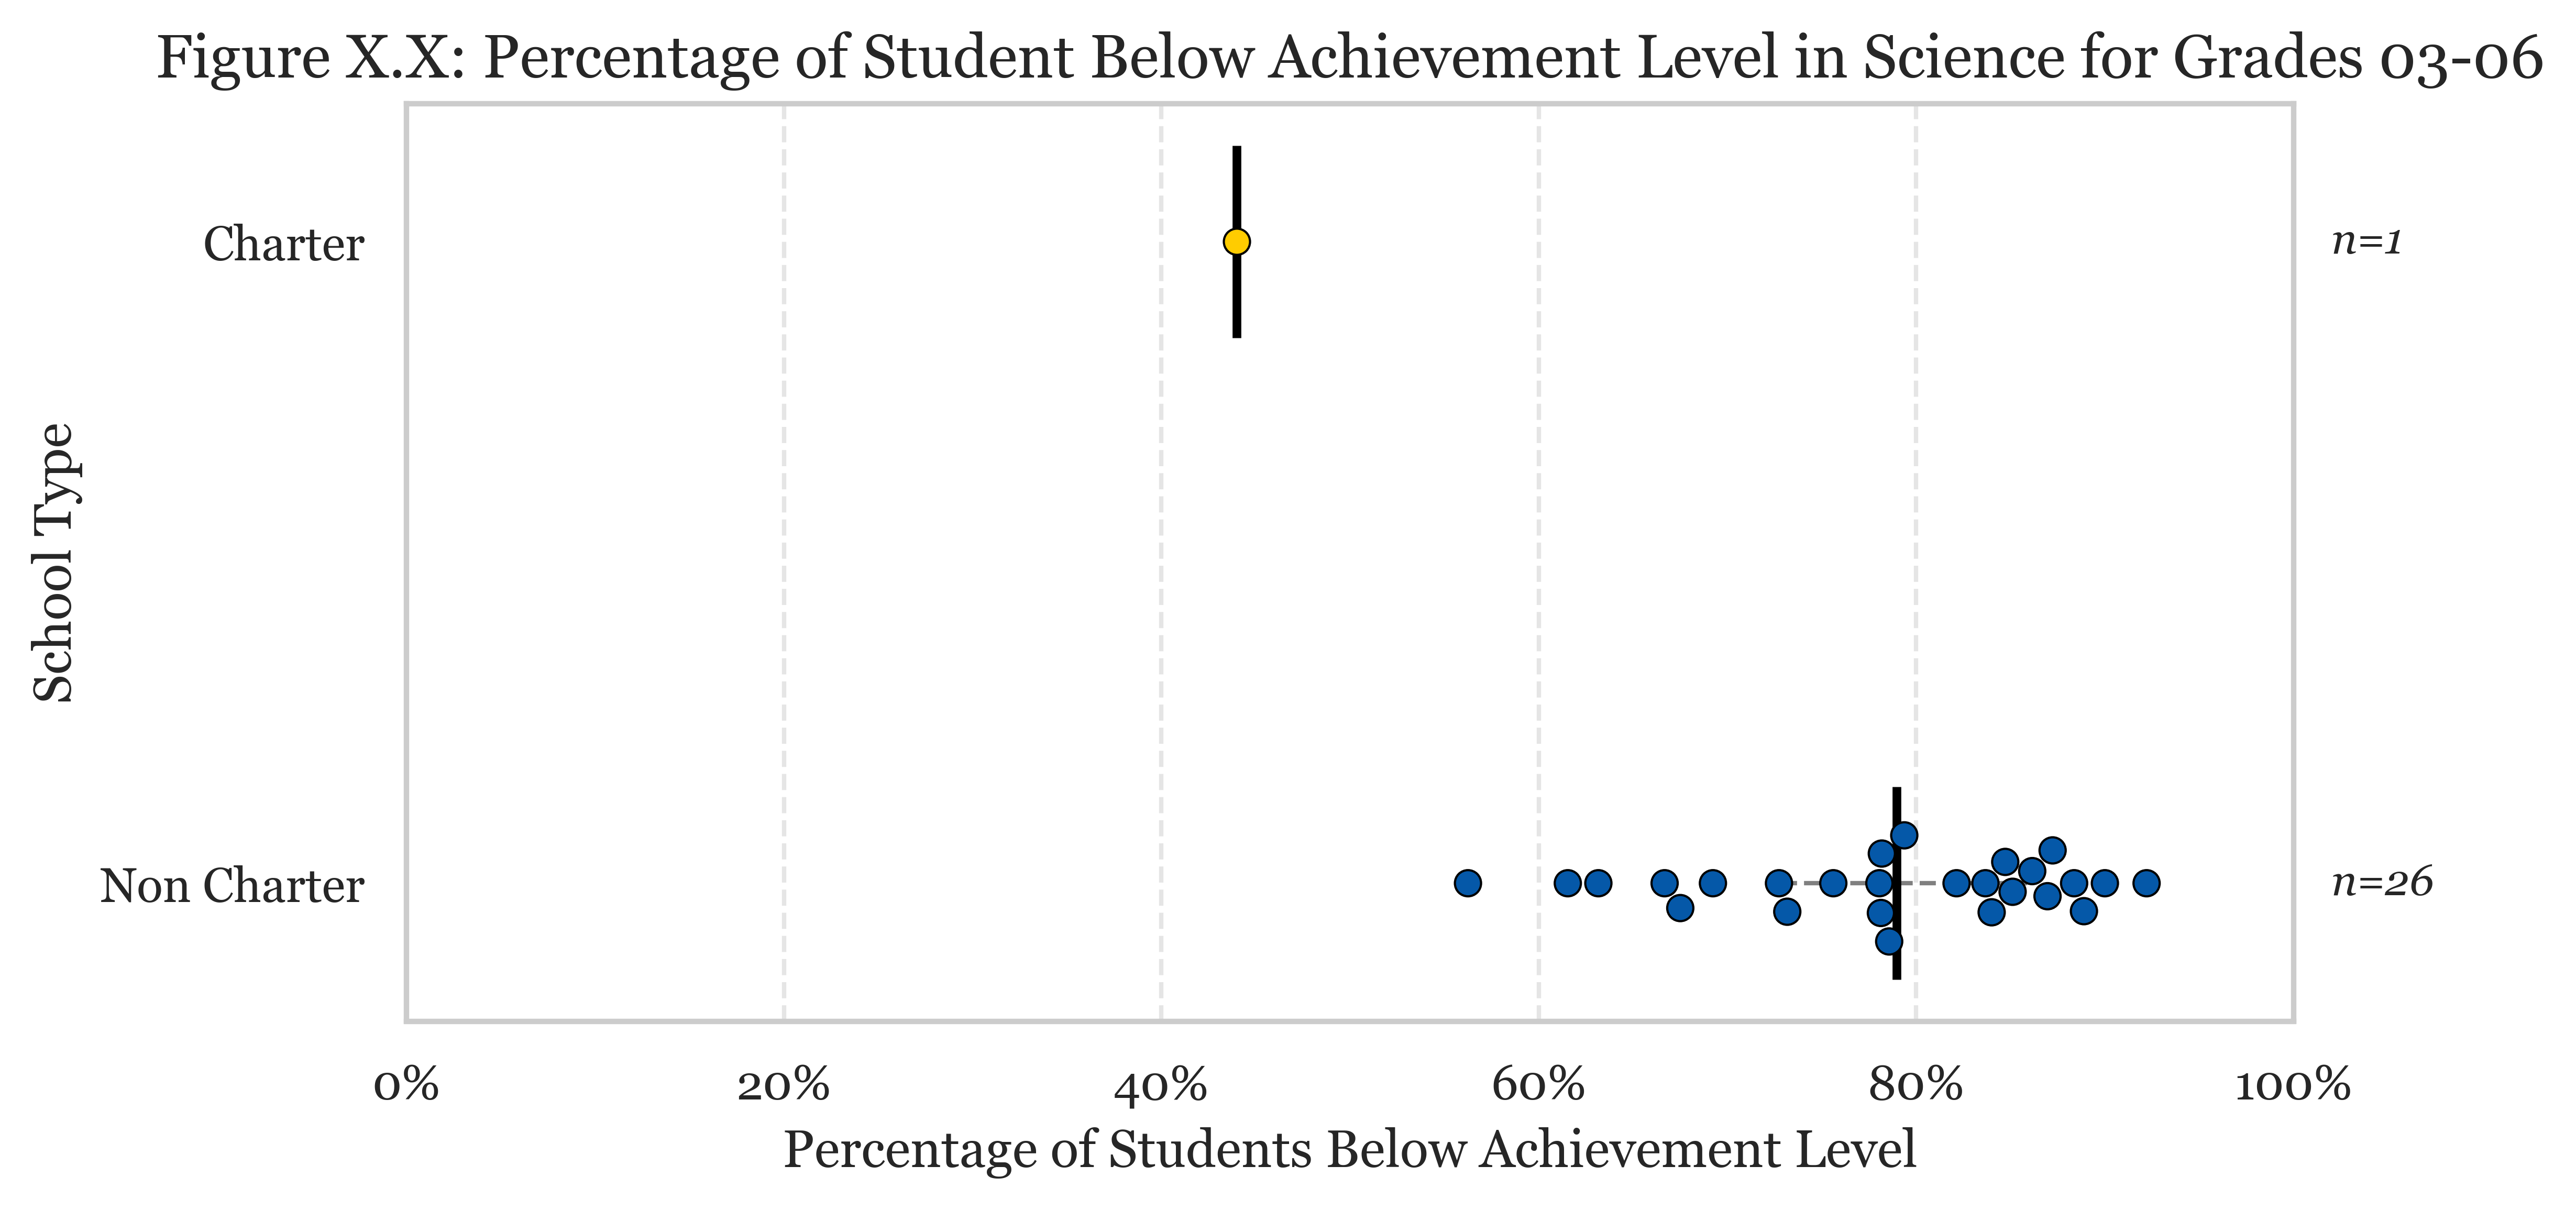 Figure X.X: Percentage of Student Below Achievement Level in Science for Grades 03-06
Charter
n=1
School Type
Non Charter
n=26
0% 20% 40% 60% 80% 100%
Percentage of Students Below Achievement Level